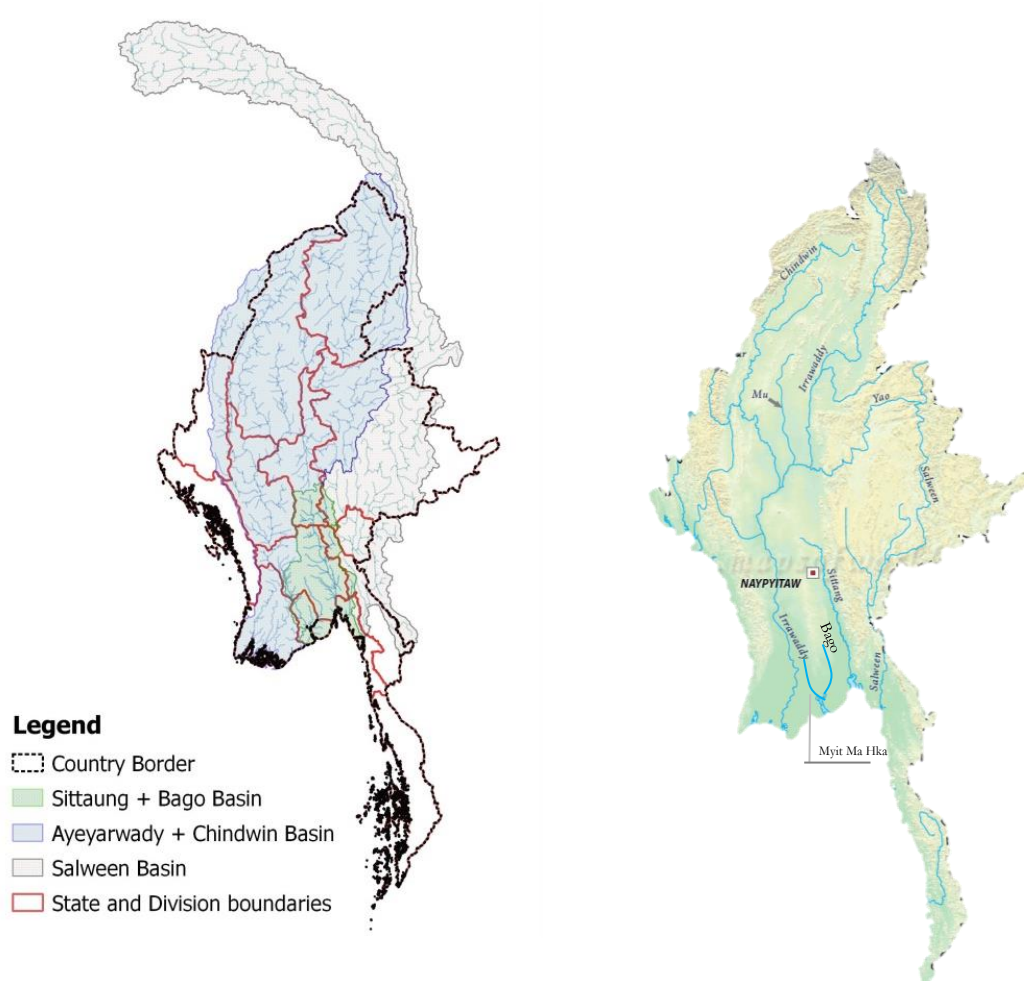 Legend
Country Border
Sittaung + Bago Basin
Ayeyarwady + Chindwin Basin
Salween Basin
State and Division boundaries
Chindwin
Irrawaddy
Mu
Yao
Salween
NAYPYITAW
Sittang
Irrawaddy
Bago
Salween
Myit Ma Hka